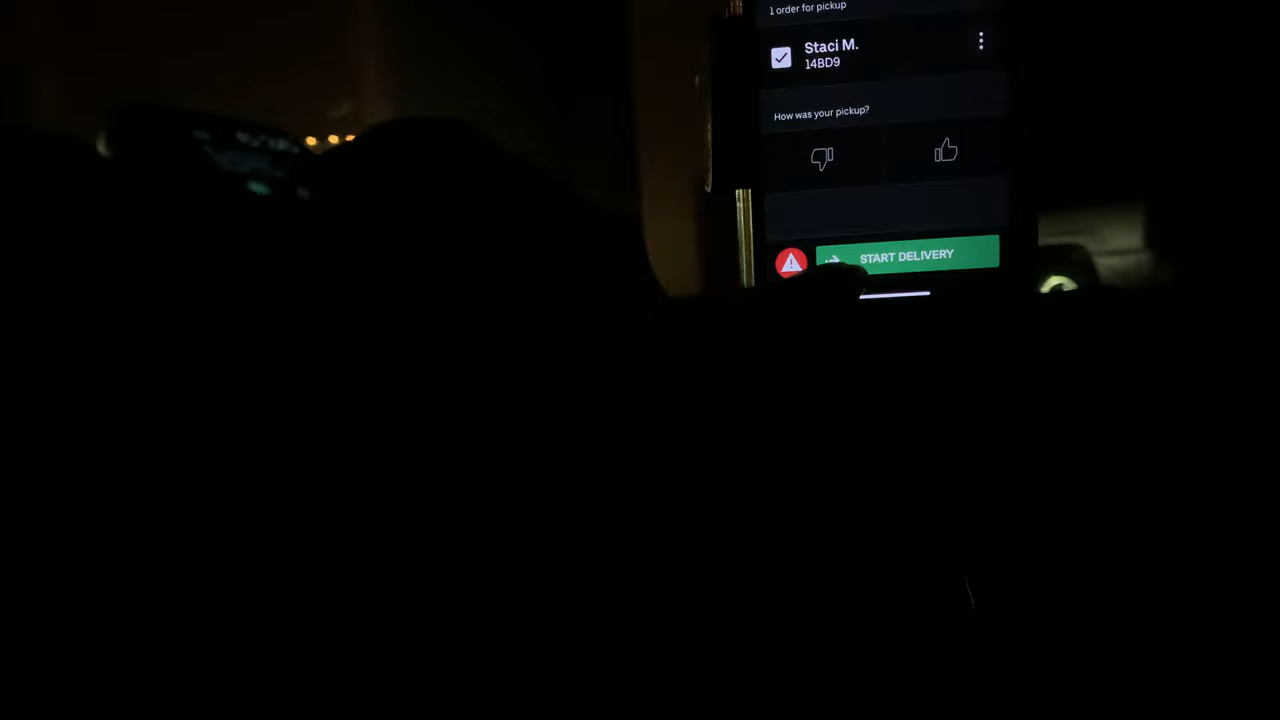 1 order for pickup
Staci M.
14BD9
How was your pickup?
START DELIVERY